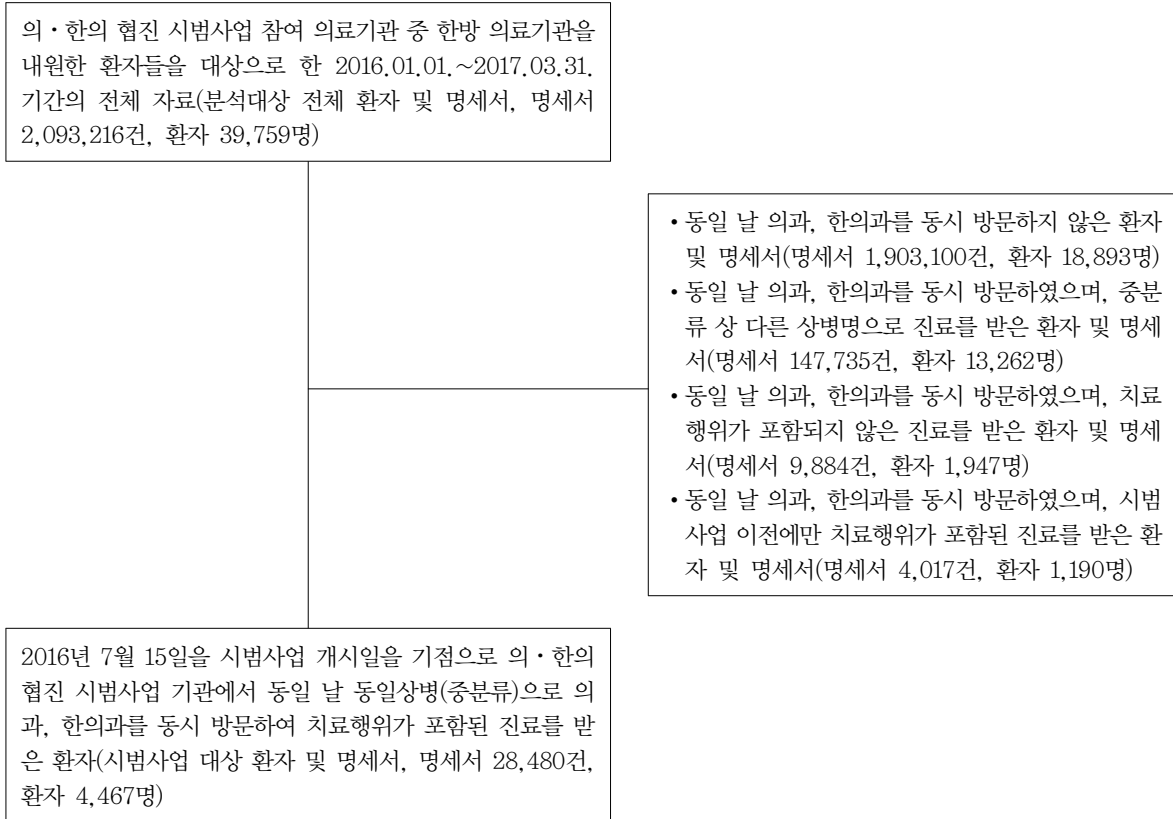 의・한의 협진 시범사업 참여 의료기관 중 한방 의료기관을
내원한 환자들을 대상으로 한 2016.01.01.~2017.03.31.
기간의 전체 자료(분석대상 전체 환자 및 명세서, 명세서
2,093,216건, 환자 39,759명)
・동일 날 의과, 한의과를 동시 방문하지 않은 환자
및 명세서(명세서 1,903,100건, 환자 18,893명)
・동일 날 의과, 한의과를 동시 방문하였으며, 중분
류 상 다른 상병명으로 진료를 받은 환자 및 명세
서(명세서 147,735건, 환자 13,262명)
・동일 날 의과, 한의과를 동시 방문하였으며, 치료
행위가 포함되지 않은 진료를 받은 환자 및 명세
서(명세서 9,884건, 환자 1,947명)
・동일 날 의과, 한의과를 동시 방문하였으며, 시범
사업 이전에만 치료행위가 포함된 진료를 받은 환
자 및 명세서(명세서 4,017건, 환자 1,190명)
2016년 7월 15일을 시범사업 개시일을 기점으로 의・한의
협진 시범사업 기관에서 동일 날 동일상병(중분류)으로 의
과, 한의과를 동시 방문하여 치료행위가 포함된 진료를 받
은 환자(시범사업 대상 환자 및 명세서, 명세서 28,480건,
환자 4,467명)